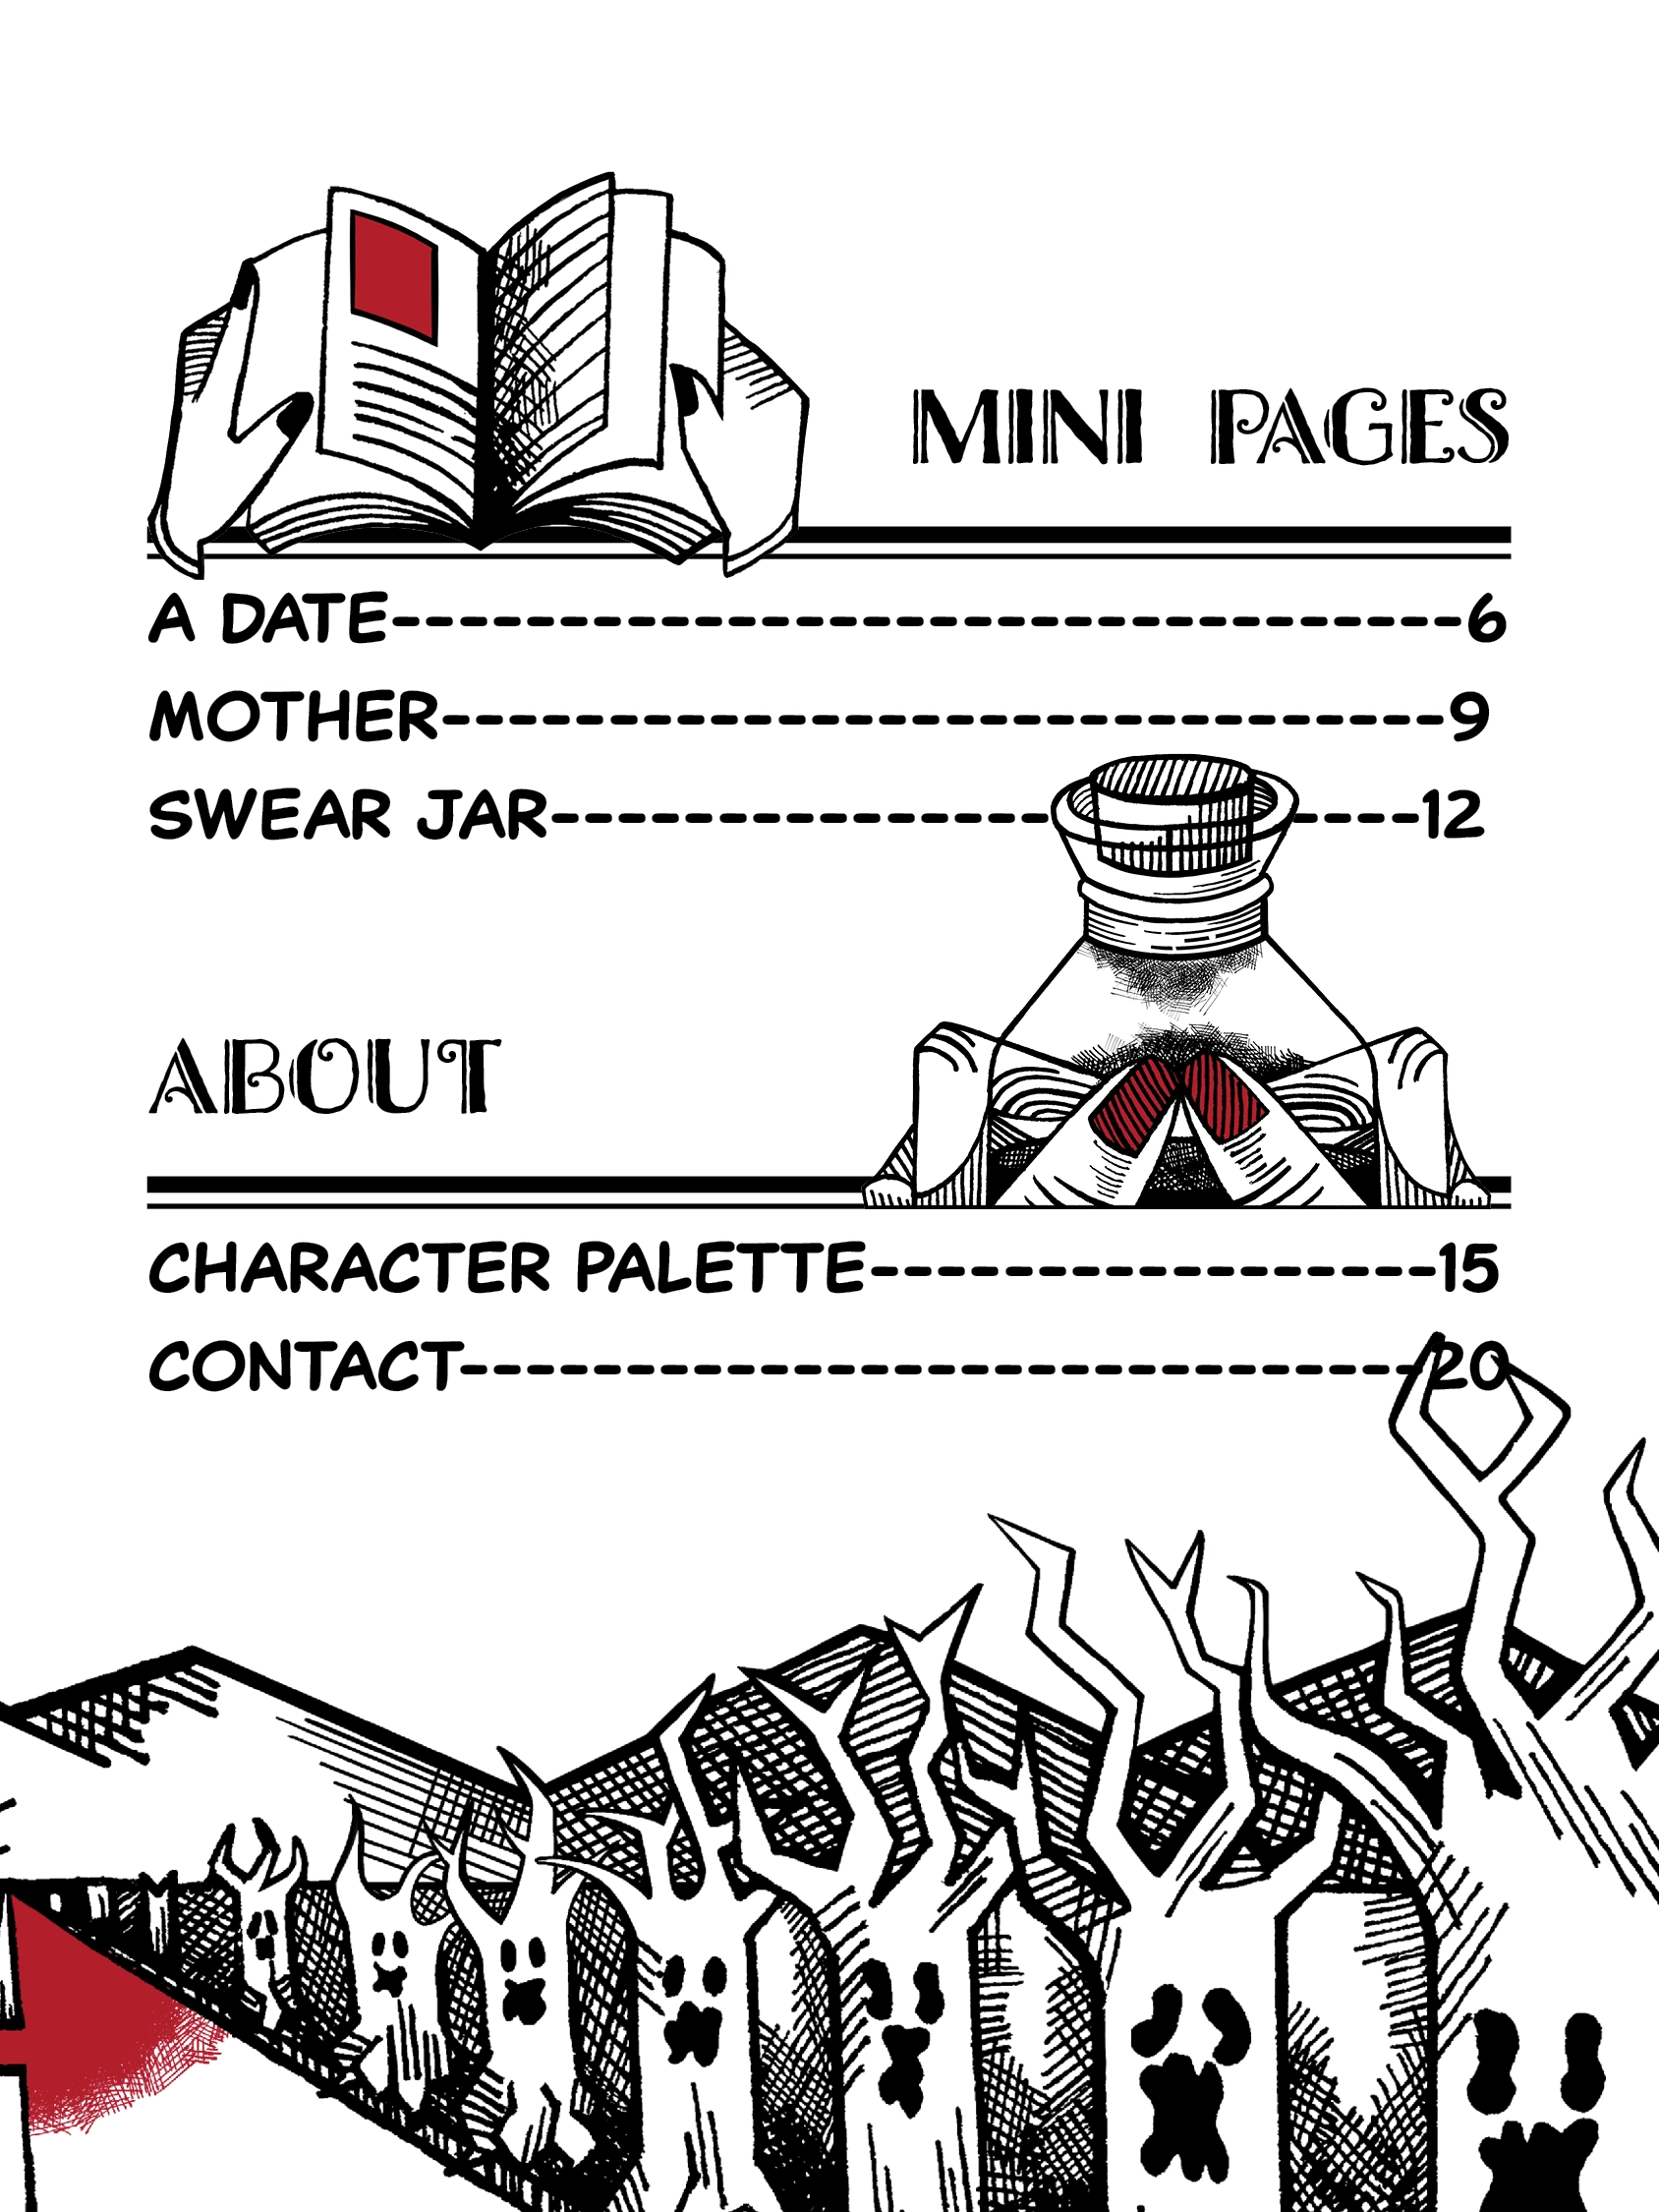 MINI PAGES
A DATE--------------------------------6
MOTHER------------------------------9
SWEAR JAR-------------------12
ABOUT
CHARACTER PALETTE-----------------15
CONTACT-----------------------------20